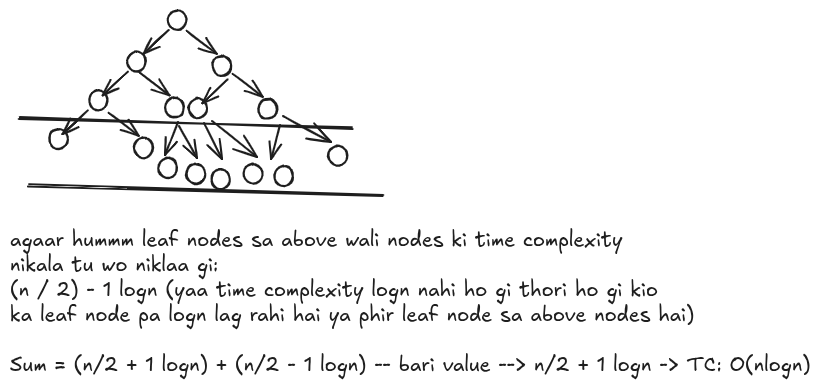 agaar hummm leaf nodes sa above wali nodes ki time complexity
nikala tu wo niklaa gi:
(n / 2) - 1 logn (yaa time complexity logn nahi ho gi thori ho gi kio
ka leaf node pa logn lag rahi hai ya phir leaf node sa above nodes hai)
Sum = (n/2 + 1 logn) + (n/2 - 1 logn) -- bari value --> n/2 + 1 logn -> TC: O(nlogn)